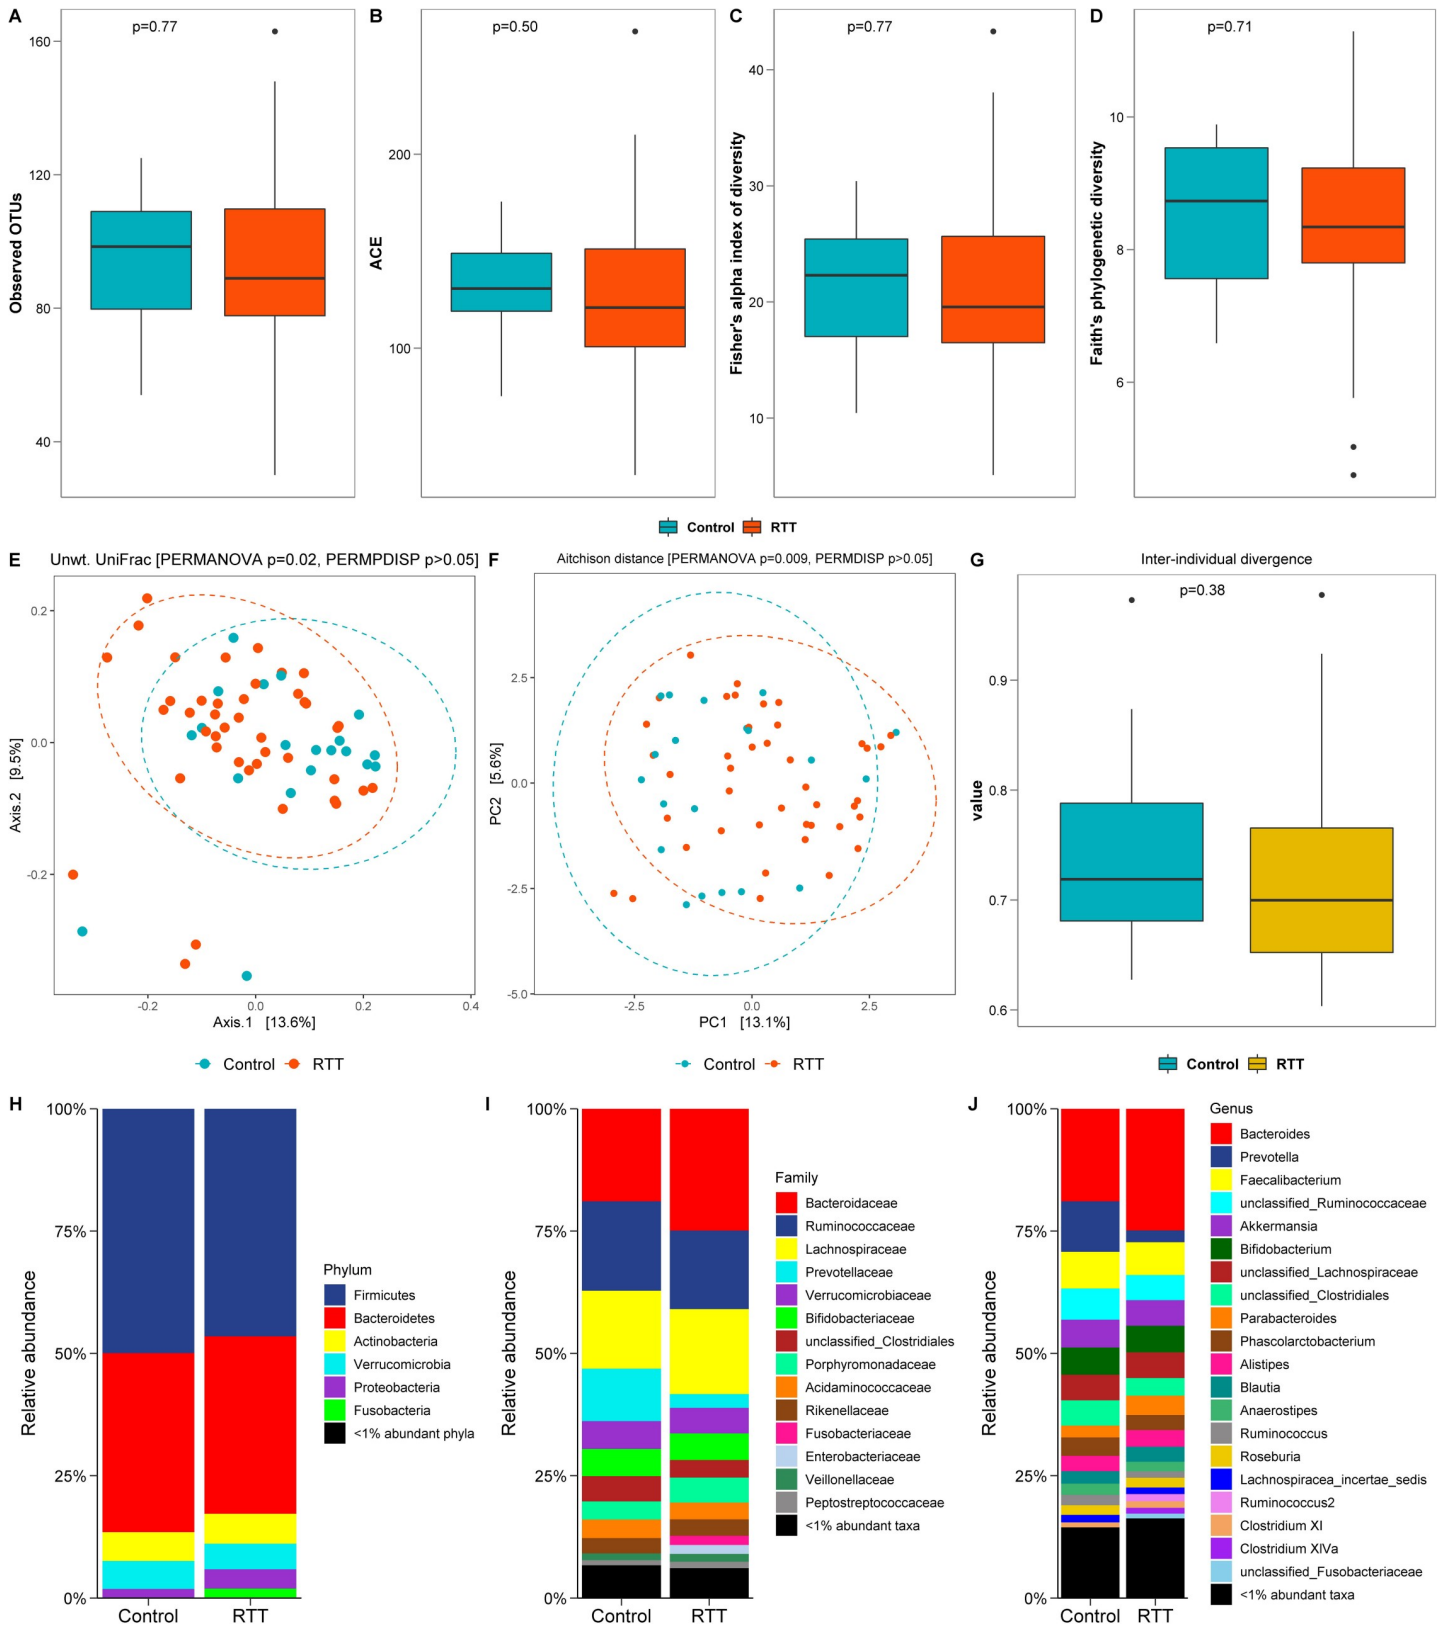 A
p=0.77
Observed OTUs
160
120
80
40
B
p=0.50
ACE
200
100
C
p=0.77
Fisher's alpha index of diversity
40
30
20
10
D
p=0.71
Faith's phylogenetic diversity
10
8
6
Control RTT
E
Unwt. UniFrac [PERMANOVA p=0.02, PERMPDISP p>0.05]
Axis.2 [9.5%]
0.2
0.0
-0.2
-0.2 0.0 0.2 0.4
Axis.1 [13.6%]
Control RTT
F
Aitchison distance [PERMANOVA p=0.009, PERMDISP p>0.05]
PC2 [5.6%]
2.5
0.0
-2.5
-5.0
-2.5 0.0 2.5
PC1 [13.1%]
Control RTT
G
Inter-individual divergence
p=0.38
value
0.9
0.8
0.7
0.6
Control RTT
H
Relative abundance
100%
75%
50%
25%
0%
Control RTT
Phylum
Firmicutes
Bacteroidetes
Actinobacteria
Verrucomicrobia
Proteobacteria
Fusobacteria
<1% abundant phyla
I
Relative abundance
100%
75%
50%
25%
0%
Control RTT
Family
Bacteroidaceae
Ruminococcaceae
Lachnospiraceae
Prevotellaceae
Verrucomicrobiaceae
Bifidobacteriaceae
unclassified_Clostridiales
Porphyromonadaceae
Acidaminococcaceae
Rikenellaceae
Fusobacteriaceae
Enterobacteriaceae
Veillonellaceae
Peptostreptococcaceae
<1% abundant taxa
J
Relative abundance
100%
75%
50%
25%
0%
Control RTT
Genus
Bacteroides
Prevotella
Faecalibacterium
unclassified_Ruminococcaceae
Akkermansia
Bifidobacterium
unclassified_Lachnospiraceae
unclassified_Clostridiales
Parabacteroides
Phascolarctobacterium
Alistipes
Blautia
Anaerostipes
Ruminococcus
Roseburia
Lachnospiracea_incertae_sedis
Ruminococcus2
Clostridium XI
Clostridium XIVa
unclassified_Fusobacteriaceae
<1% abundant taxa